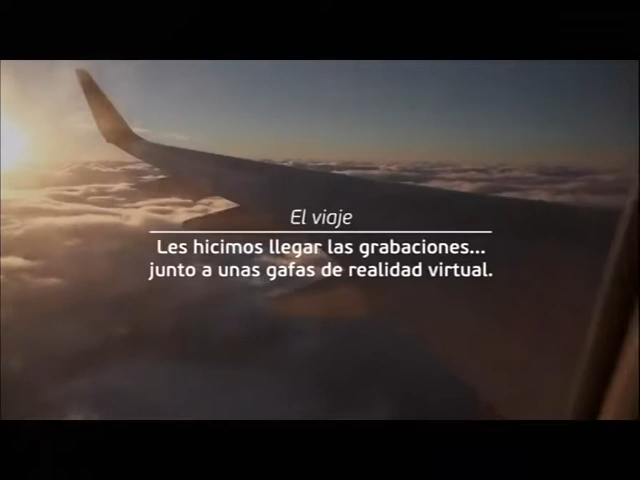 El viaje
Les hicimos llegar las grabaciones...
junto a unas gafas de realidad virtual.